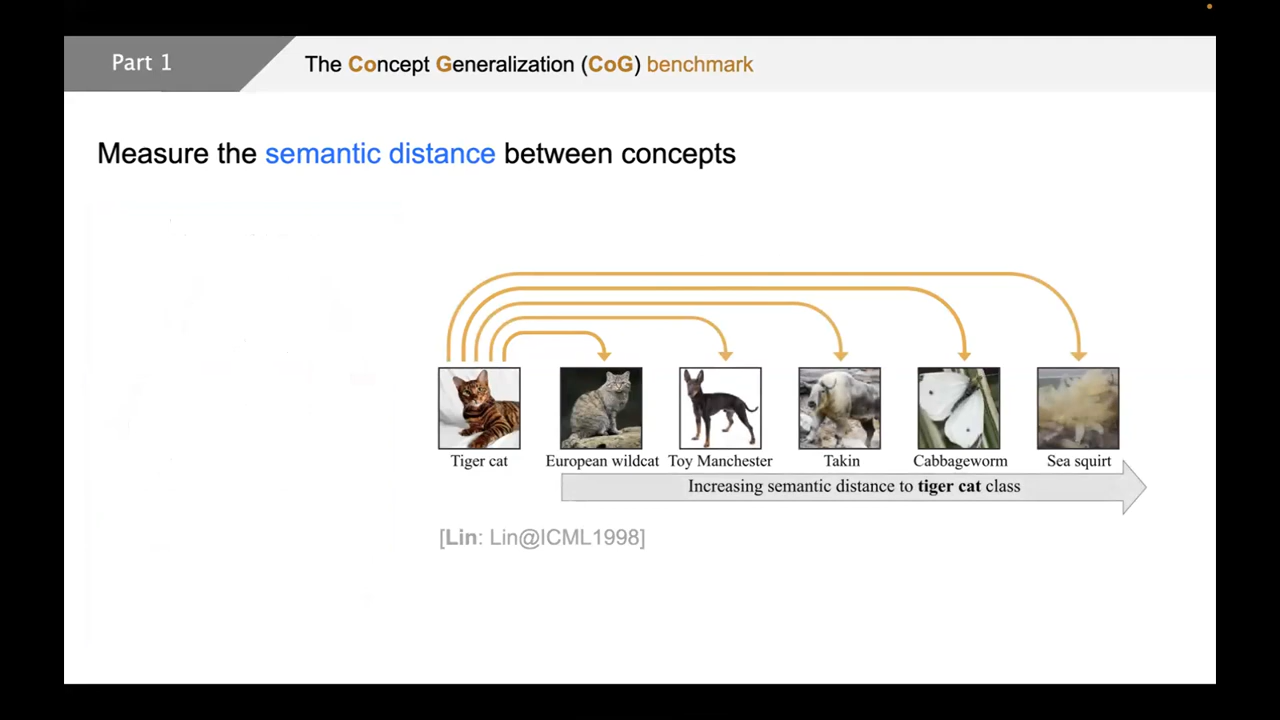 Part 1
The Concept Generalization (CoG) benchmark
Measure the semantic distance between concepts
Tiger cat
European wildcat
Toy Manchester
Takin
Cabbageworm
Sea squirt
Increasing semantic distance to tiger cat class
[Lin: Lin@ICML1998]